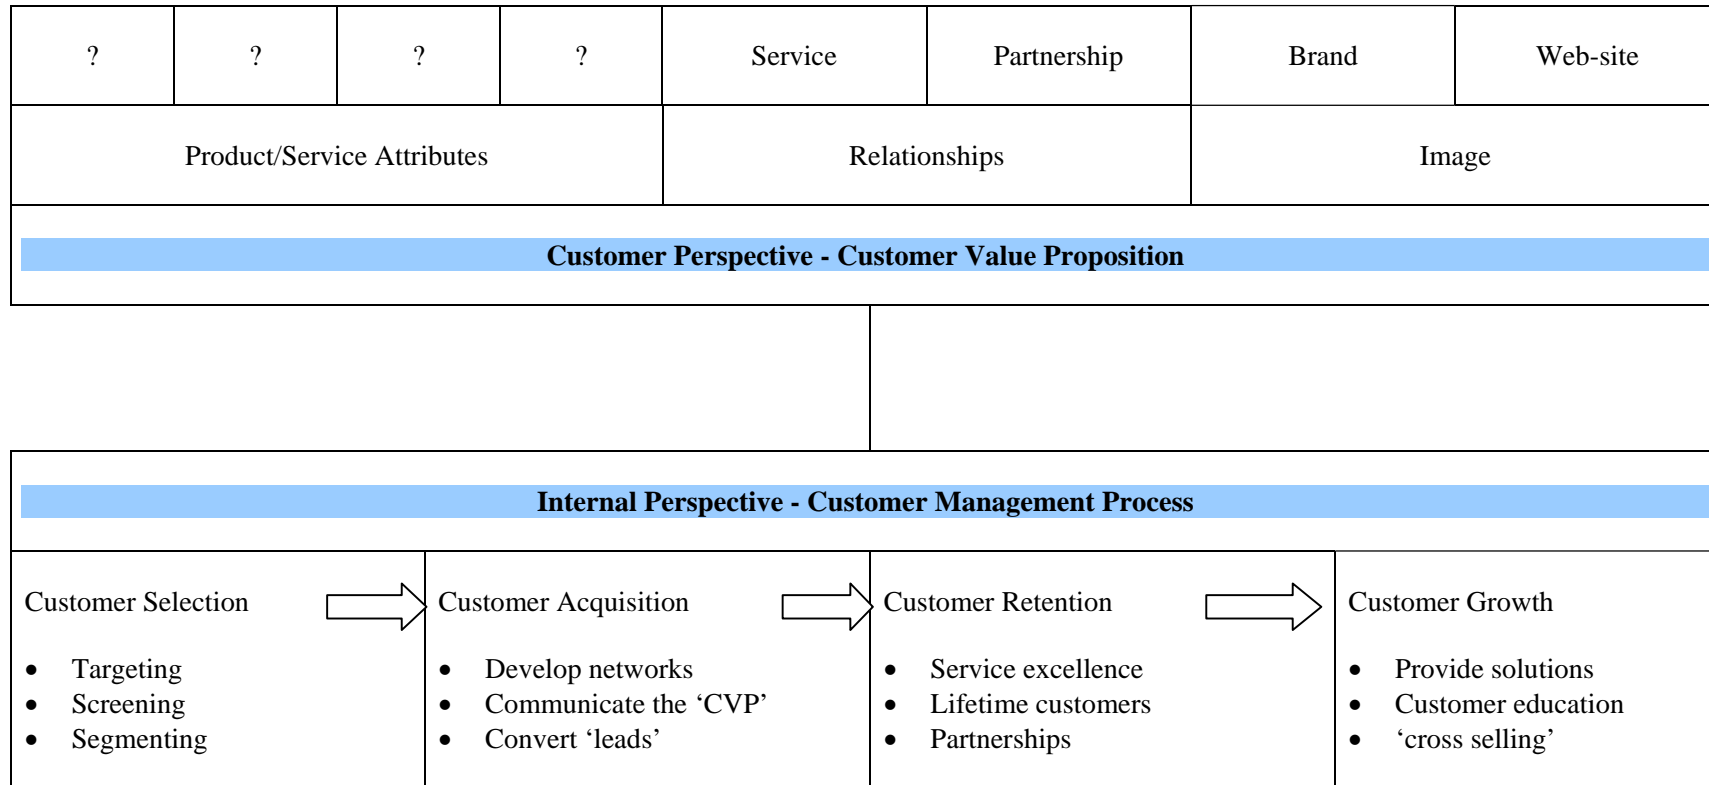 ? ? ? ? Service Partnership Brand Web-site
Product/Service Attributes Relationships Image
Customer Perspective - Customer Value Proposition
Internal Perspective - Customer Management Process
Customer Selection Customer Acquisition Customer Retention Customer Growth
• Targeting • Develop networks • Service excellence • Provide solutions
• Screening • Communicate the ‘CVP’ • Lifetime customers • Customer education
• Segmenting • Convert ‘leads’ • Partnerships • ‘cross selling’